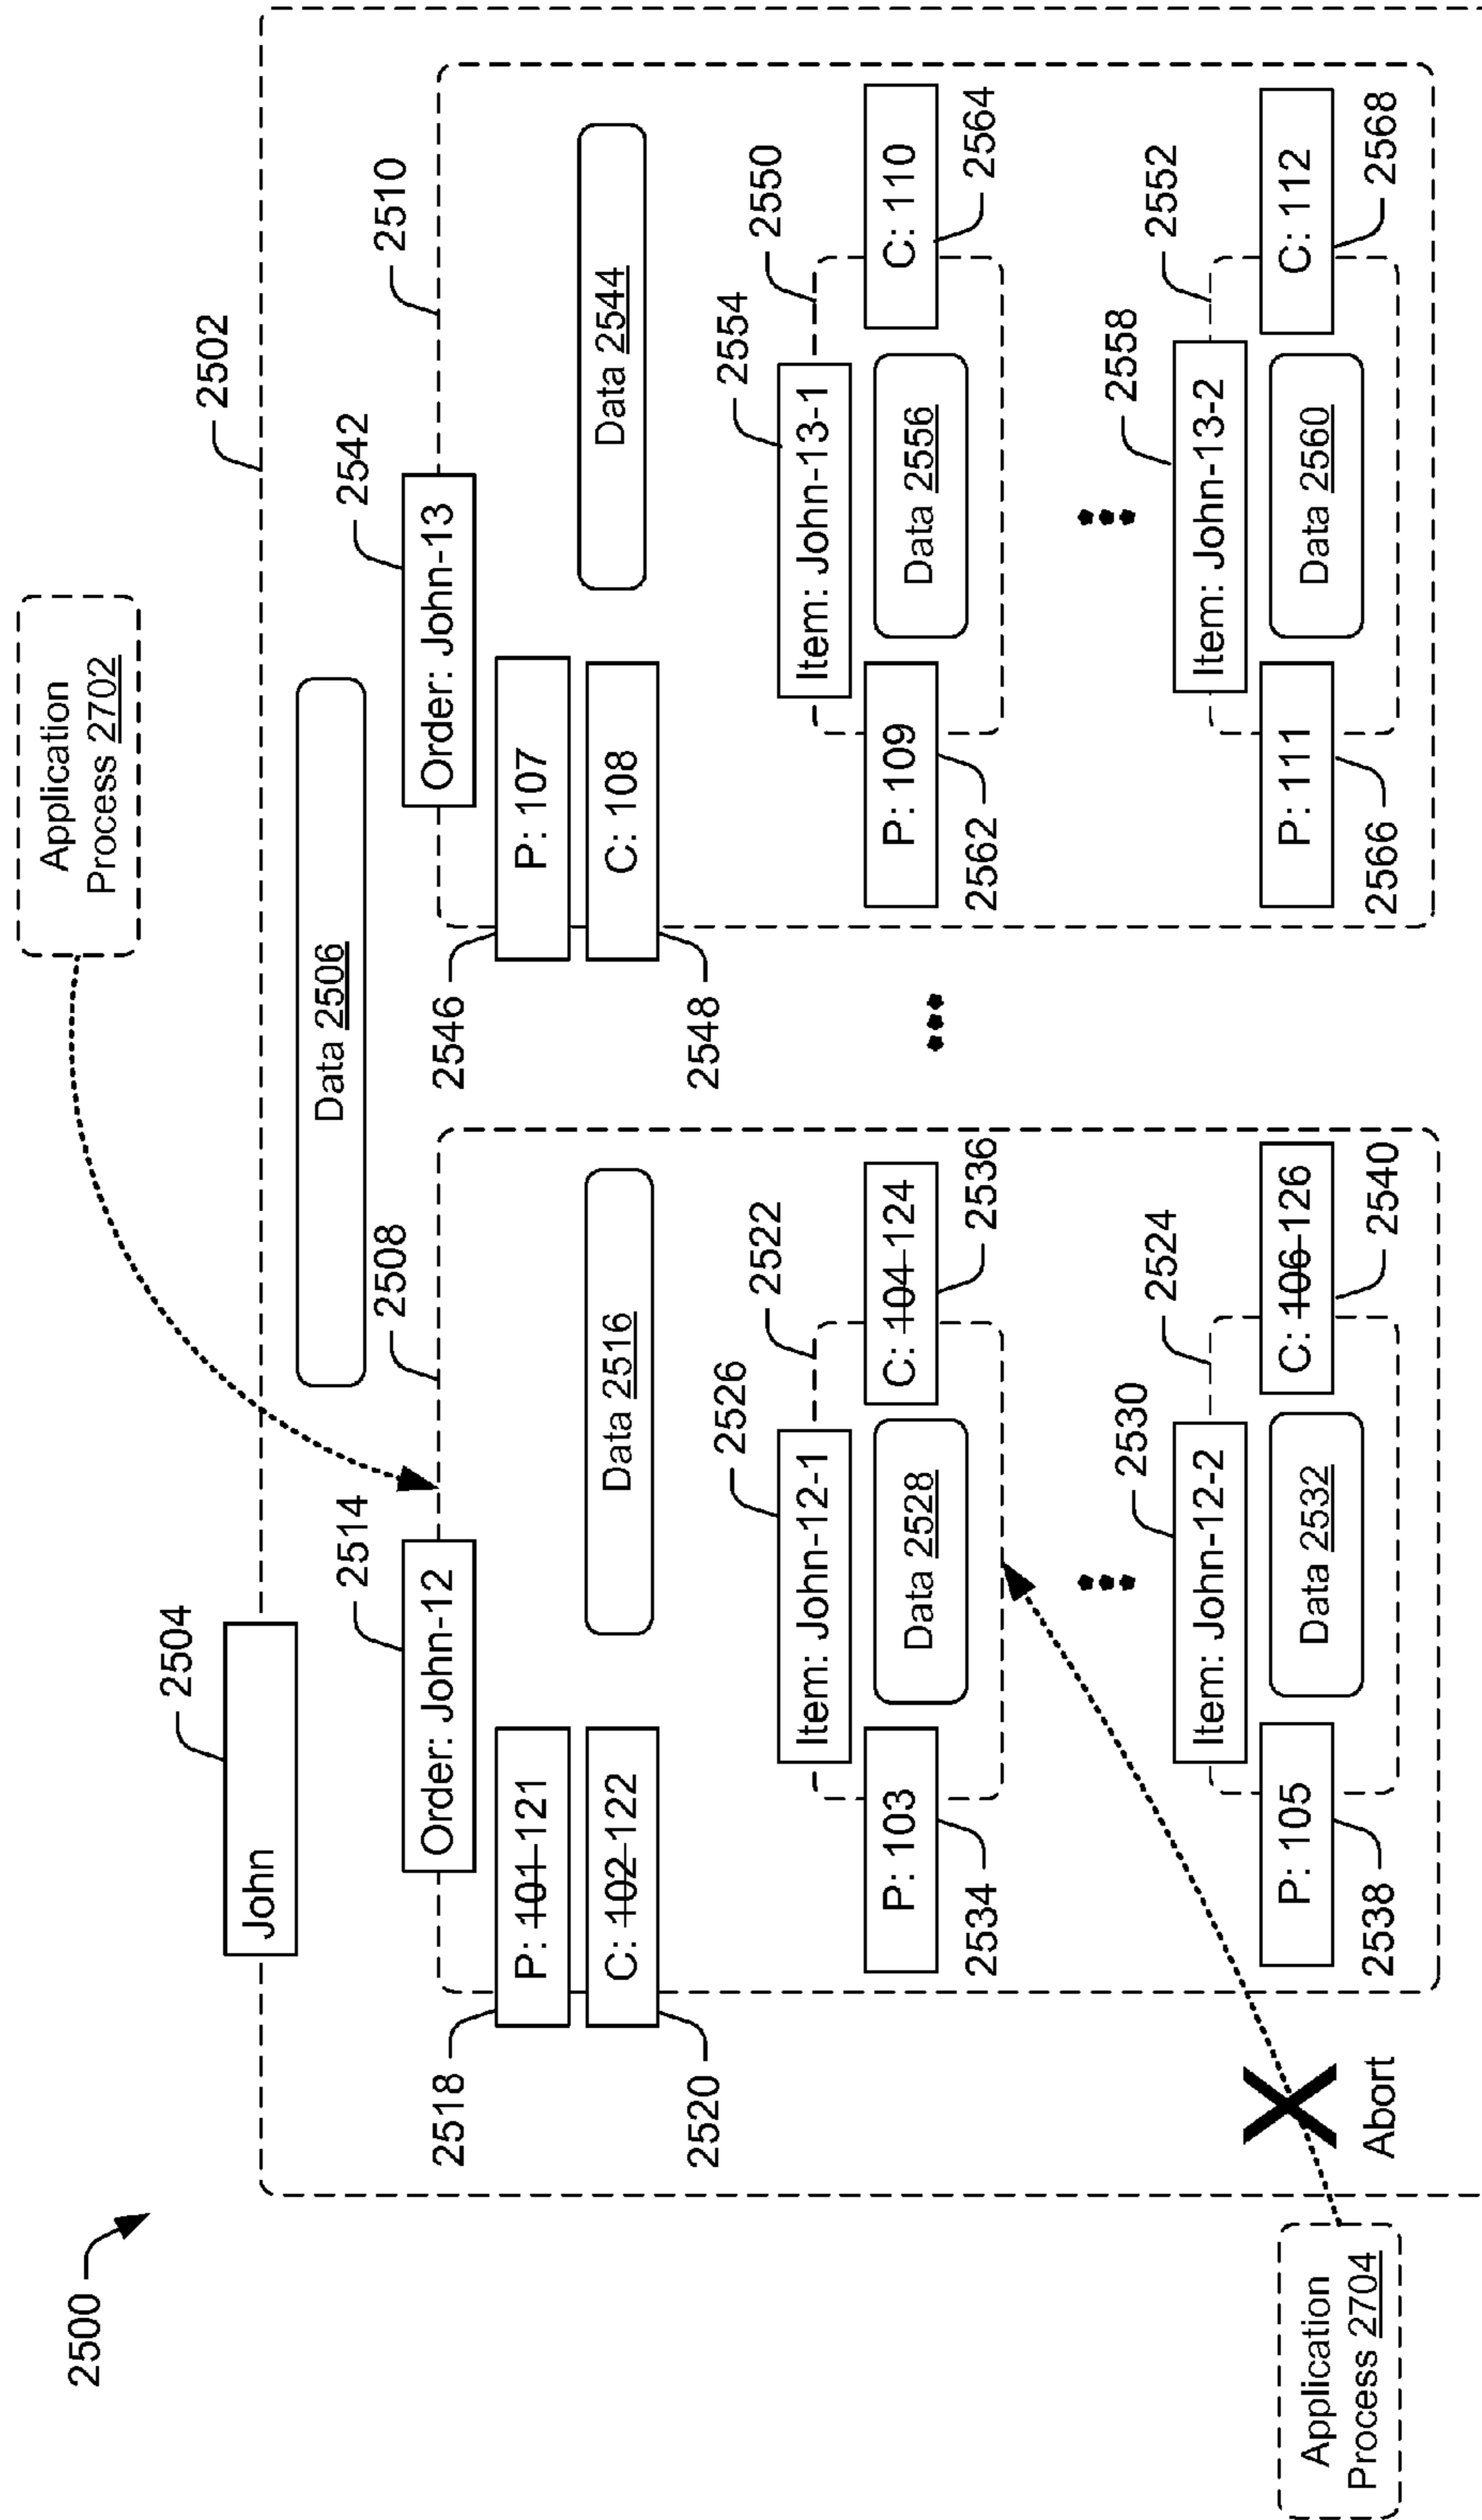 2500
Application
Process 2702
2502
2504
John
Data 2506
2508
2510
2514
Order: John-12
2518
P: 101 121
2520
C: 102 122
Data 2516
2522
2526
Item: John-12-1
P: 103
2534
Data 2528
C: 104 124
2536
2524
2530
Item: John-12-2
P: 105
2538
Data 2532
C: 106 126
2540
2542
Order: John-13
2546
P: 107
2548
C: 108
Data 2544
2550
2554
Item: John-13-1
P: 109
2562
Data 2556
C: 110
2564
2552
2558
Item: John-13-2
P: 111
2566
Data 2560
C: 112
2568
Application
Process 2704
X
Abort